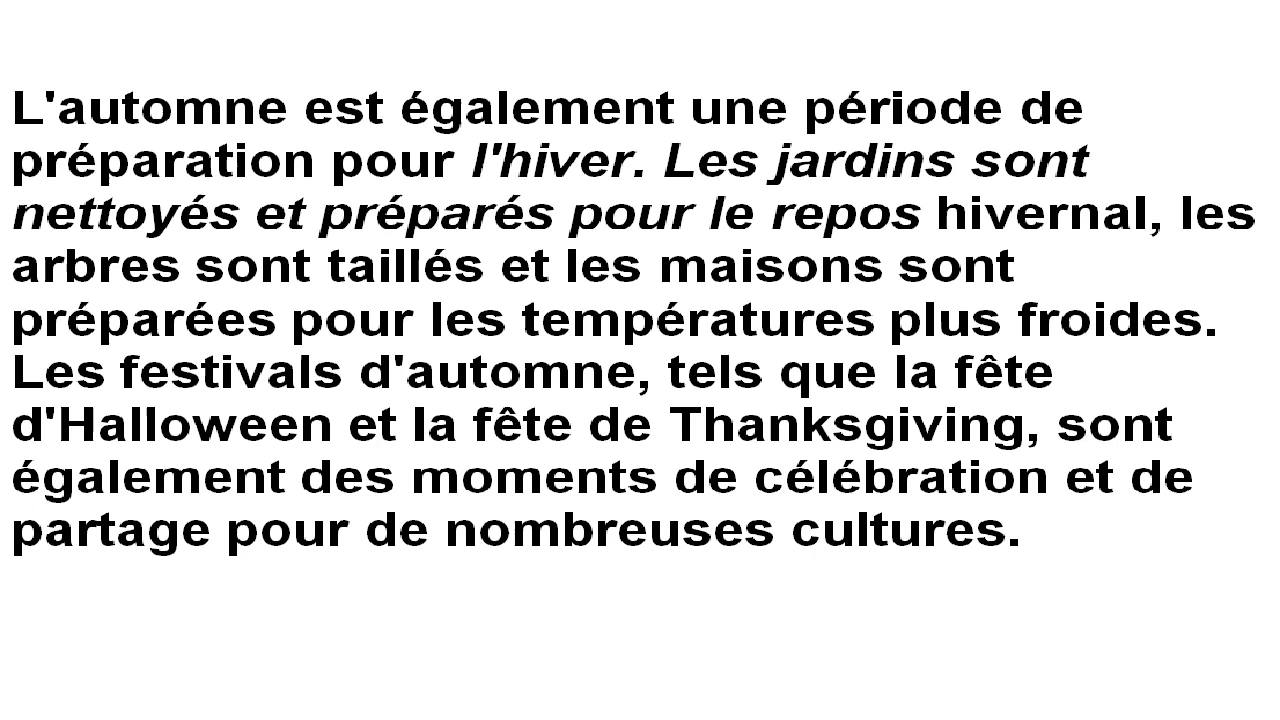 L'automne est également une période de
préparation pour l'hiver. Les jardins sont
nettoyés et préparés pour le repos hivernal, les
arbres sont taillés et les maisons sont
préparées pour les températures plus froides.
Les festivals d'automne, tels que la fête
d'Halloween et la fête de Thanksgiving, sont
également des moments de célébration et de
partage pour de nombreuses cultures.